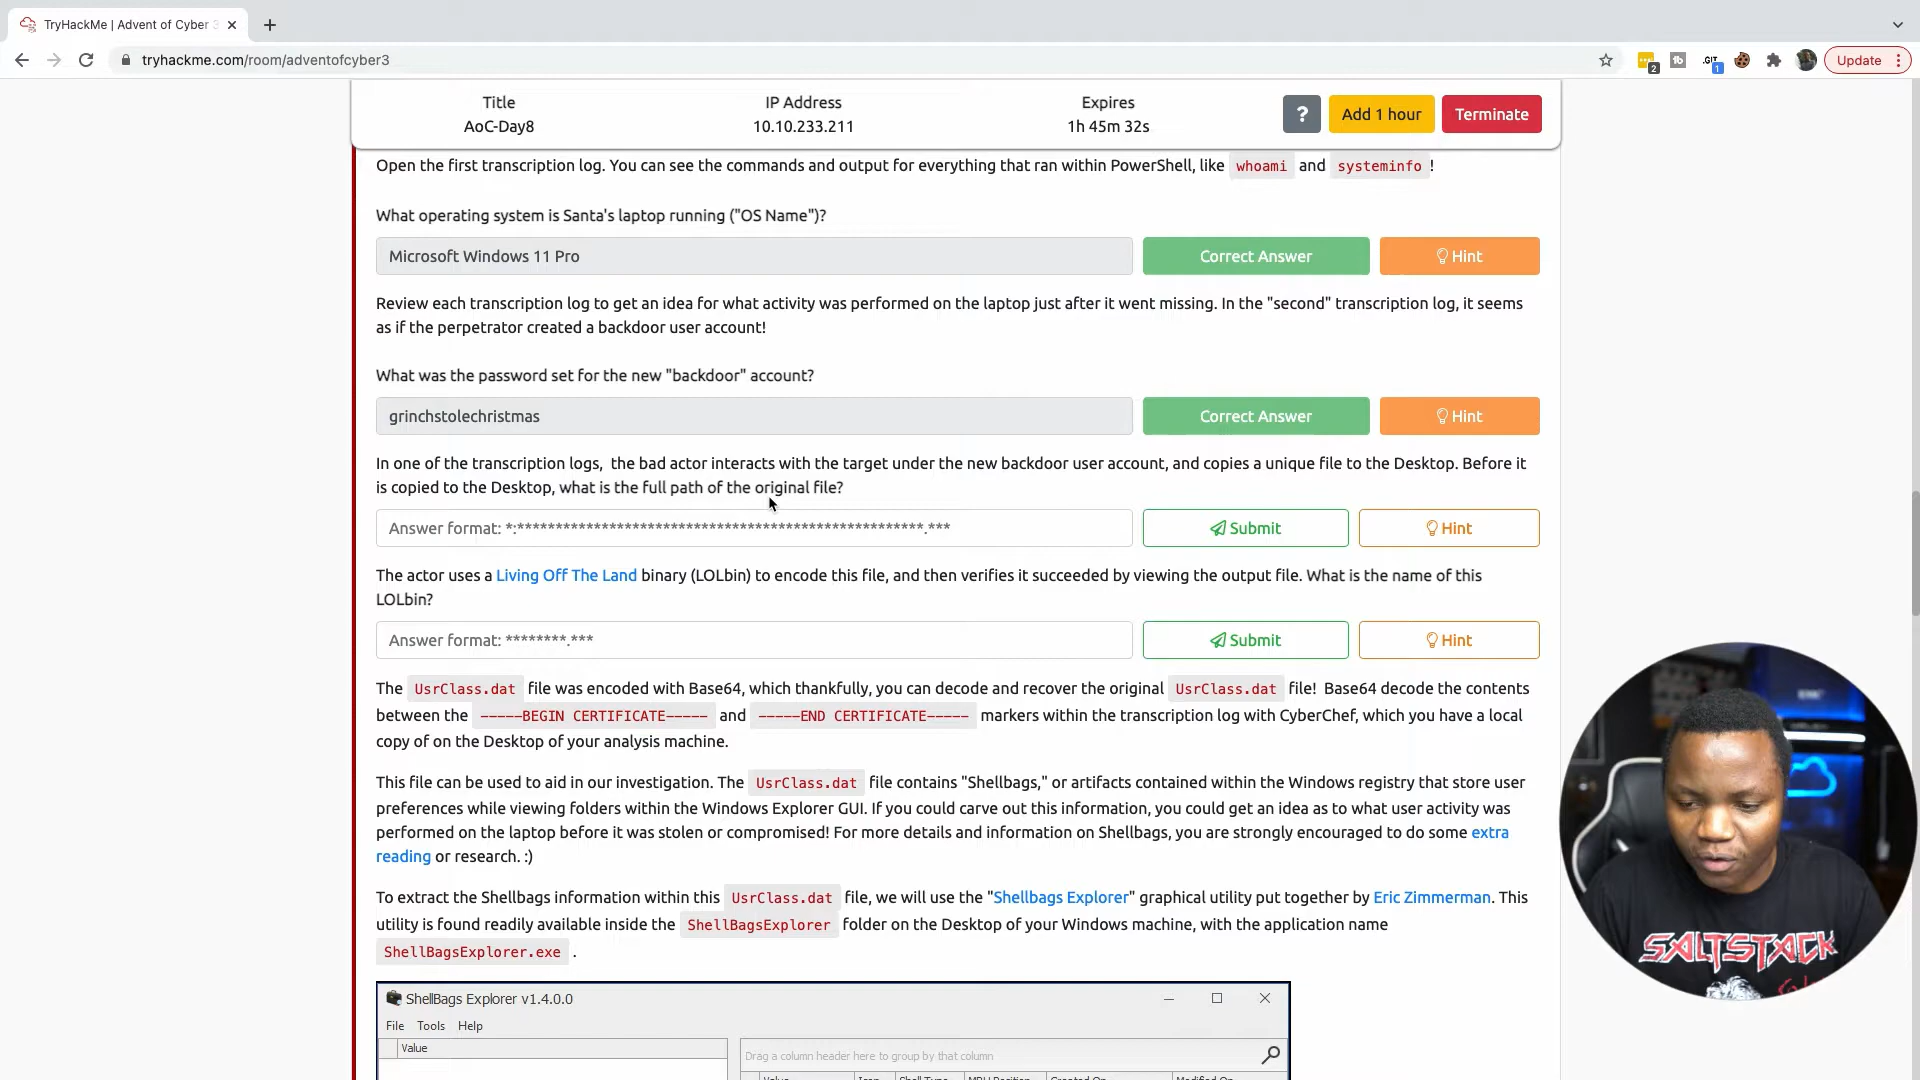 TryHackMe | Advent of Cyber 3
tryhackme.com/room/adventofcyber3
2
.GIT
1
Update
Title
IP Address
Expires
AoC-Day8
10.10.233.211
1h 45m 32s
?
Add 1 hour
Terminate
Open the first transcription log. You can see the commands and output for everything that ran within PowerShell, like whoami and systeminfo !
What operating system is Santa's laptop running ("OS Name")?
Microsoft Windows 11 Pro
Correct Answer
Hint
Review each transcription log to get an idea for what activity was performed on the laptop just after it went missing. In the "second" transcription log, it seems
as if the perpetrator created a backdoor user account!
What was the password set for the new "backdoor" account?
grinchstolechristmas
Correct Answer
Hint
In one of the transcription logs,  the bad actor interacts with the target under the new backdoor user account, and copies a unique file to the Desktop. Before it
is copied to the Desktop, what is the full path of the original file?
Answer format: *:*****************************************************.***
Submit
Hint
The actor uses a Living Off The Land binary (LOLbin) to encode this file, and then verifies it succeeded by viewing the output file. What is the name of this
LOLbin?
Answer format: ********.***
Submit
Hint
The UsrClass.dat file was encoded with Base64, which thankfully, you can decode and recover the original UsrClass.dat file!  Base64 decode the contents
between the -----BEGIN CERTIFICATE----- and -----END CERTIFICATE----- markers within the transcription log with CyberChef, which you have a local
copy of on the Desktop of your analysis machine.
This file can be used to aid in our investigation. The UsrClass.dat file contains "Shellbags," or artifacts contained within the Windows registry that store user
preferences while viewing folders within the Windows Explorer GUI. If you could carve out this information, you could get an idea as to what user activity was
performed on the laptop before it was stolen or compromised! For more details and information on Shellbags, you are strongly encouraged to do some extra
reading or research. :)
To extract the Shellbags information within this UsrClass.dat file, we will use the "Shellbags Explorer" graphical utility put together by Eric Zimmerman. This
utility is found readily available inside the ShellBagsExplorer folder on the Desktop of your Windows machine, with the application name
ShellBagsExplorer.exe .
ShellBags Explorer v1.4.0.0
File Tools Help
Value
Drag a column header here to group by that column
Value Icon Shell Type MRU Position Created On Modified On
SALTSTACK